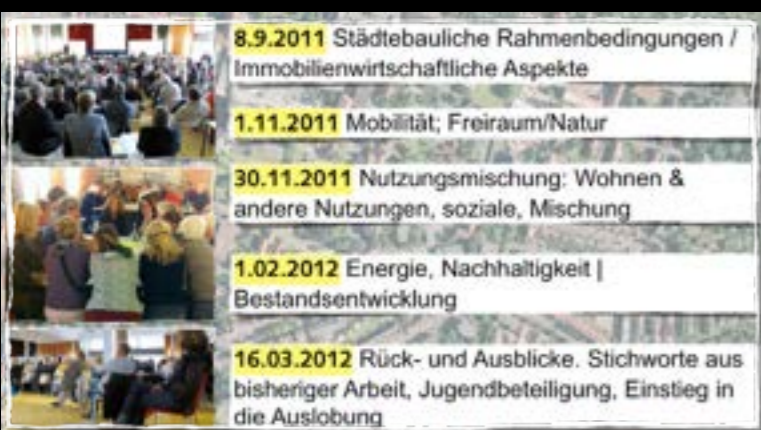 8.9.2011 Städtebauliche Rahmenbedingungen /
Immobilienwirtschaftliche Aspekte
1.11.2011 Mobilität; Freiraum/Natur
30.11.2011 Nutzungsmischung: Wohnen &
andere Nutzungen, soziale, Mischung
1.02.2012 Energie, Nachhaltigkeit |
Bestandsentwicklung
16.03.2012 Rück- und Ausblicke. Stichworte aus
bisheriger Arbeit, Jugendbeteiligung, Einstieg in
die Auslobung